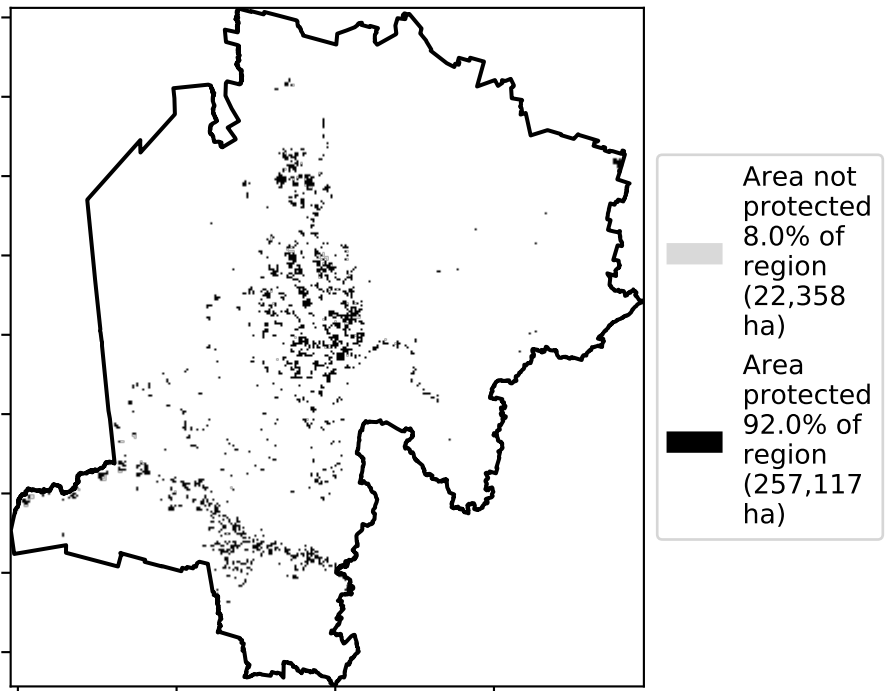 Area not
protected
8.0% of
region
(22,358
ha)
Area
protected
92.0% of
region
(257,117
ha)